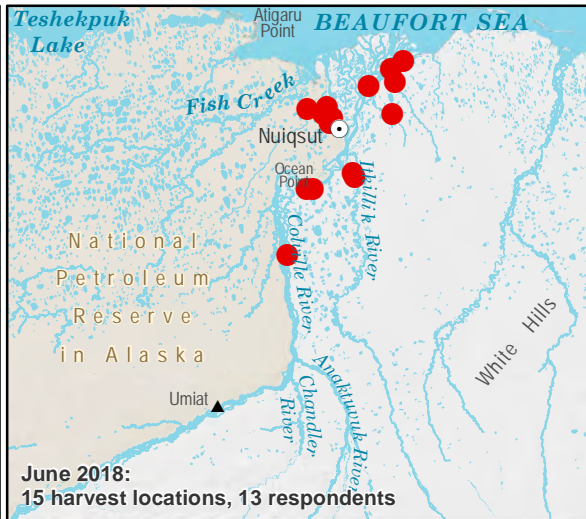 Teshekpuk
Lake
Atigaru
Point
BEAUFORT SEA
Fish Creek
Nuiqsut
Ocean
Point
Itkillik River
Colville River
National
Petroleum
Reserve
in Alaska
White Hills
Umiat
Chandler
River
Anaktuvuk River
June 2018:
15 harvest locations, 13 respondents